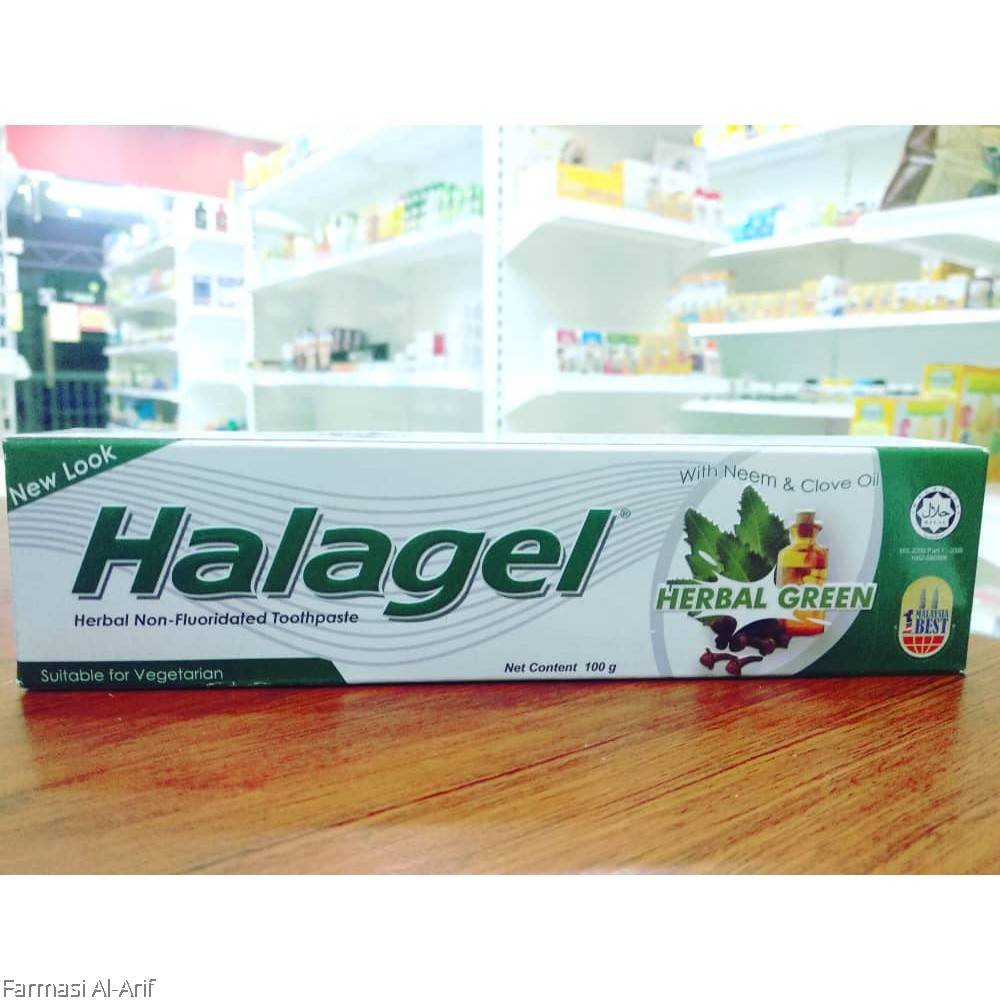 New Look
With Neem & Clove Oil
Halagel®
Herbal Non-Fluoridated Toothpaste
HERBAL GREEN
Net Content 100 g
Suitable for Vegetarian
حلال
HALAL
MALAYSIA
BEST
Farmasi Al-Arif